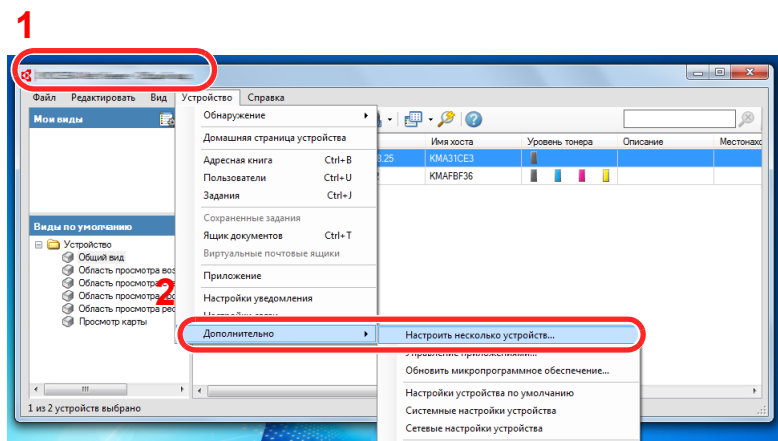 1
Файл Редактировать Вид Устройство Справка
Мои виды
Обнаружение
Домашняя страница устройства
Адресная книга Ctrl+B
Пользователи Ctrl+U
Задания Ctrl+J
Сохраненные задания
Ящик документов Ctrl+T
Виртуальные почтовые ящики
Приложение
Настройки уведомления
Дополнительно
Имя хоста Уровень тонера Описание
3.25 KMA31CE3
KMAFBF36
Виды по умолчанию
Устройство
Общий вид
Область просмотра
Область просмотра
Область просмотра
Область просмотра
Просмотр карты
2
Настроить несколько устройств...
Управление приложениями...
Обновить микропрограммное обеспечение...
Настройки устройства по умолчанию
Системные настройки устройства
Сетевые настройки устройства
1 из 2 устройств выбрано